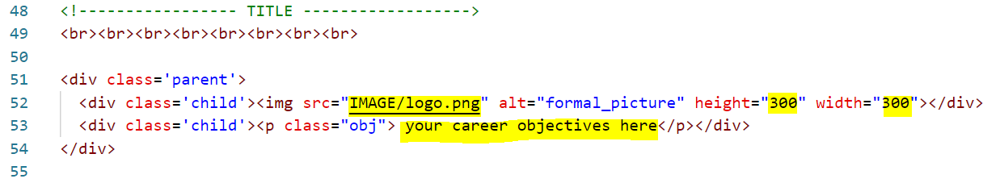 48 <!----------------- TITLE ------------------>
49 <br><br><br><br><br><br><br><br>
50
51 <div class='parent'>
52 <div class='child'><img src="IMAGE/logo.png" alt="formal_picture" height="300" width="300"></div>
53 <div class='child'><p class="obj"> your career objectives here</p></div>
54 </div>
55